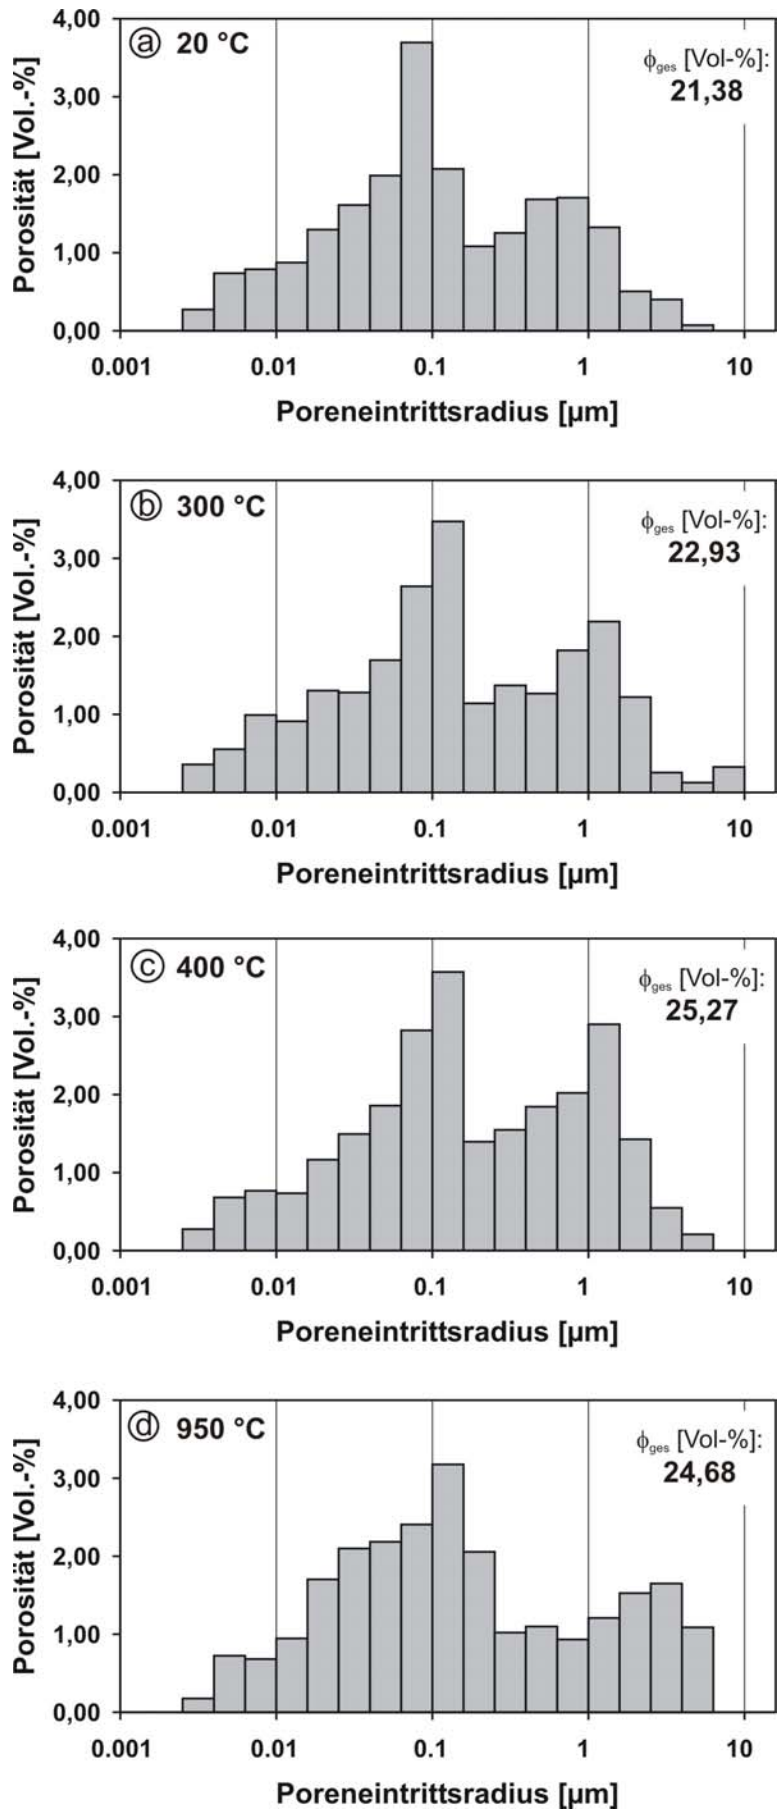 4,00
ⓐ 20 °C
ϕges [Vol-%]:
21,38
3,00
2,00
1,00
0,00
Porosität [Vol.-%]
0.001 0.01 0.1 1 10
Poreneintrittsradius [µm]
4,00
ⓑ 300 °C
ϕges [Vol-%]:
22,93
3,00
2,00
1,00
0,00
Porosität [Vol.-%]
0.001 0.01 0.1 1 10
Poreneintrittsradius [µm]
4,00
ⓒ 400 °C
ϕges [Vol-%]:
25,27
3,00
2,00
1,00
0,00
Porosität [Vol.-%]
0.001 0.01 0.1 1 10
Poreneintrittsradius [µm]
4,00
ⓓ 950 °C
ϕges [Vol-%]:
24,68
3,00
2,00
1,00
0,00
Porosität [Vol.-%]
0.001 0.01 0.1 1 10
Poreneintrittsradius [µm]